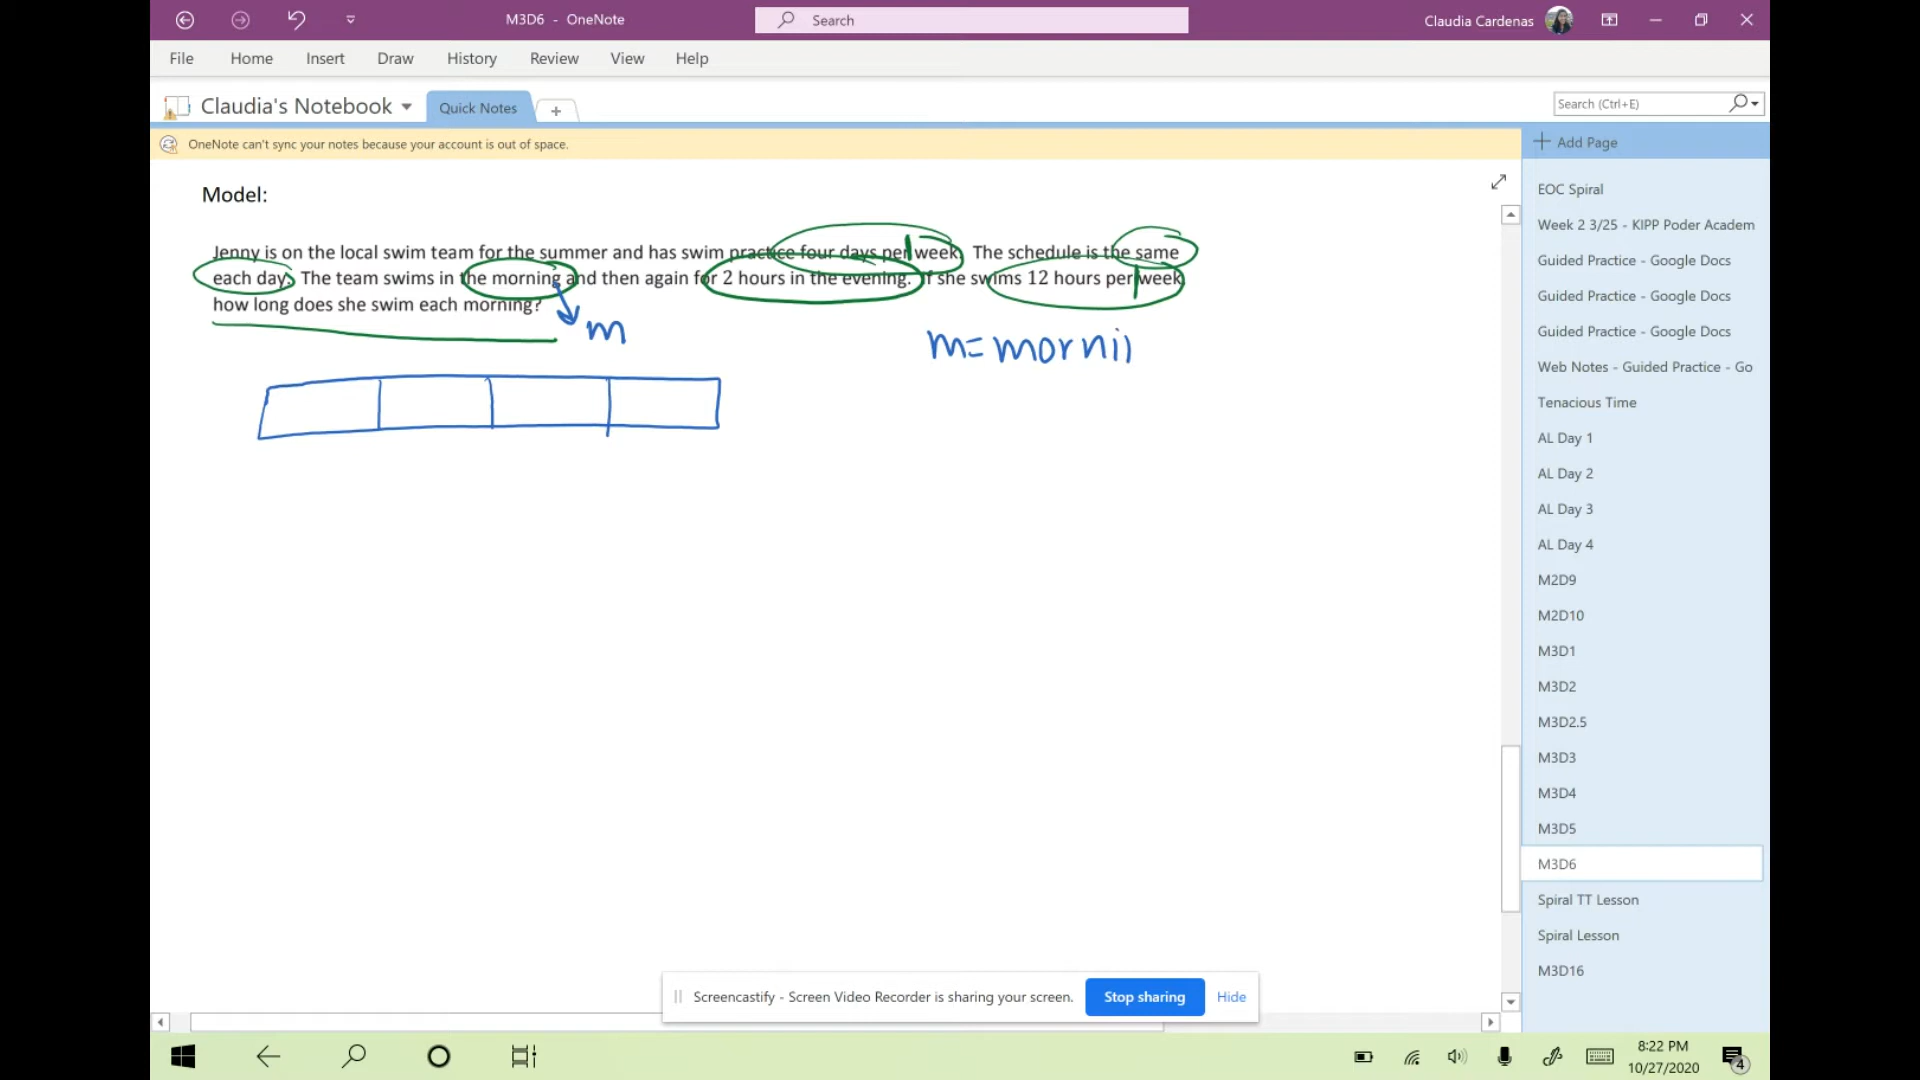 M3D6 - OneNote
Search
Claudia Cardenas
File Home Insert Draw History Review View Help
Claudia's Notebook
Quick Notes
+
Search (Ctrl+E)
OneNote can't sync your notes because your account is out of space.
Add Page
Model:
Jenny is on the local swim team for the summer and has swim practice four days per week. The schedule is the same
each day. The team swims in the morning and then again for 2 hours in the evening. If she swims 12 hours per week,
how long does she swim each morning?
m
m=mornii
EOC Spiral
Week 2 3/25 - KIPP Poder Academ
Guided Practice - Google Docs
Guided Practice - Google Docs
Guided Practice - Google Docs
Web Notes - Guided Practice - Go
Tenacious Time
AL Day 1
AL Day 2
AL Day 3
AL Day 4
M2D9
M2D10
M3D1
M3D2
M3D2.5
M3D3
M3D4
M3D5
M3D6
Spiral TT Lesson
Spiral Lesson
M3D16
Screencastify - Screen Video Recorder is sharing your screen.
Stop sharing
Hide
8:22 PM
10/27/2020
4